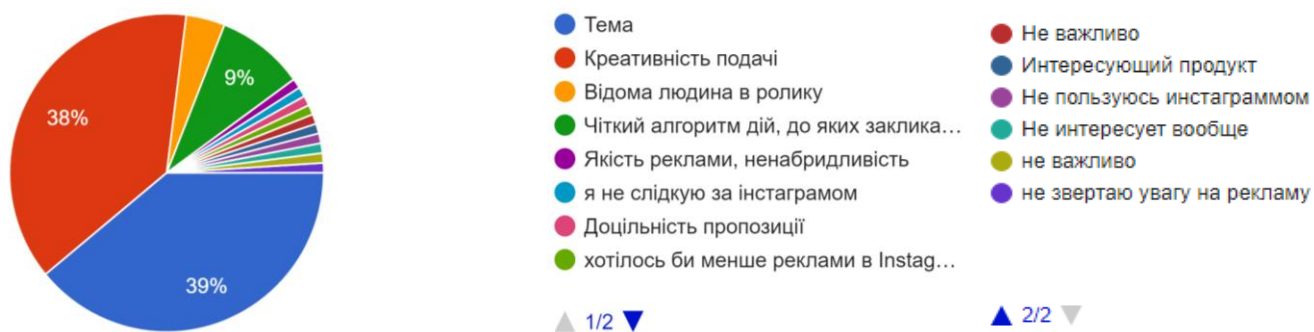 38%
9%
39%
Тема
Креативність подачі
Відома людина в ролику
Чіткий алгоритм дій, до яких заклика…
Якість реклами, ненабридливість
я не слідкую за інстаграмом
Доцільність пропозиції
хотілось би менше реклами в Instag…
1/2
Не важливо
Интересующий продукт
Не пользуюсь инстаграммом
Не интересует вообще
не важливо
не звертаю увагу на рекламу
2/2